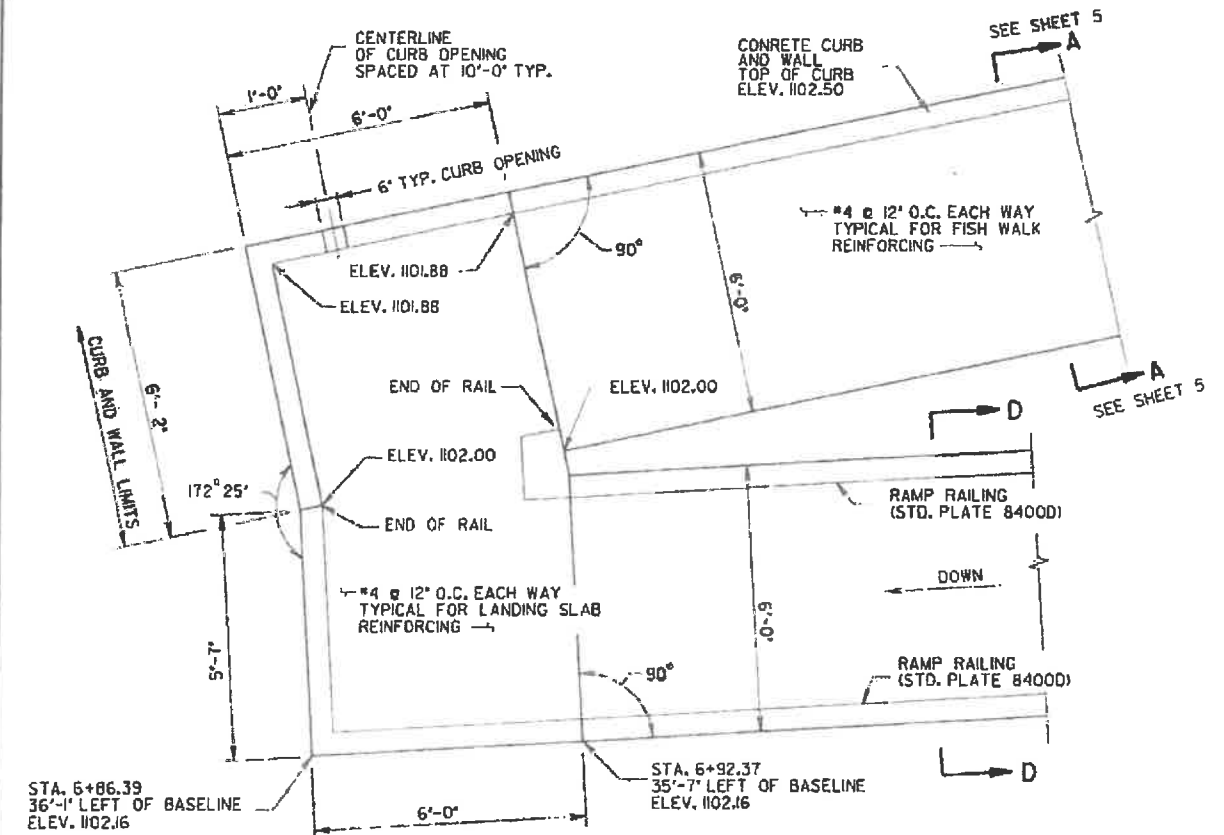 SEE SHEET 5
A
CENTERLINE
OF CURB OPENING
SPACED AT 10'-0" TYP.
CONRETE CURB
AND WALL
TOP OF CURB
ELEV. 1102.50
1'-0"
6'-0"
6" TYP. CURB OPENING
#4 @ 12" O.C. EACH WAY
TYPICAL FOR FISH WALK
REINFORCING
90°
ELEV. 1101.88
ELEV. 1101.88
6'-0"
CURB AND WALL LIMITS
6'-2"
END OF RAIL
ELEV. 1102.00
A
SEE SHEET 5
D
ELEV. 1102.00
172° 25'
END OF RAIL
RAMP RAILING
(STD. PLATE 8400D)
DOWN
#4 @ 12" O.C. EACH WAY
TYPICAL FOR LANDING SLAB
REINFORCING
6'-0"
5'-7"
90°
RAMP RAILING
(STD. PLATE 8400D)
D
STA. 6+86.39
36'-1" LEFT OF BASELINE
ELEV. 1102.16
6'-0"
STA. 6+92.37
35'-7" LEFT OF BASELINE
ELEV. 1102.16